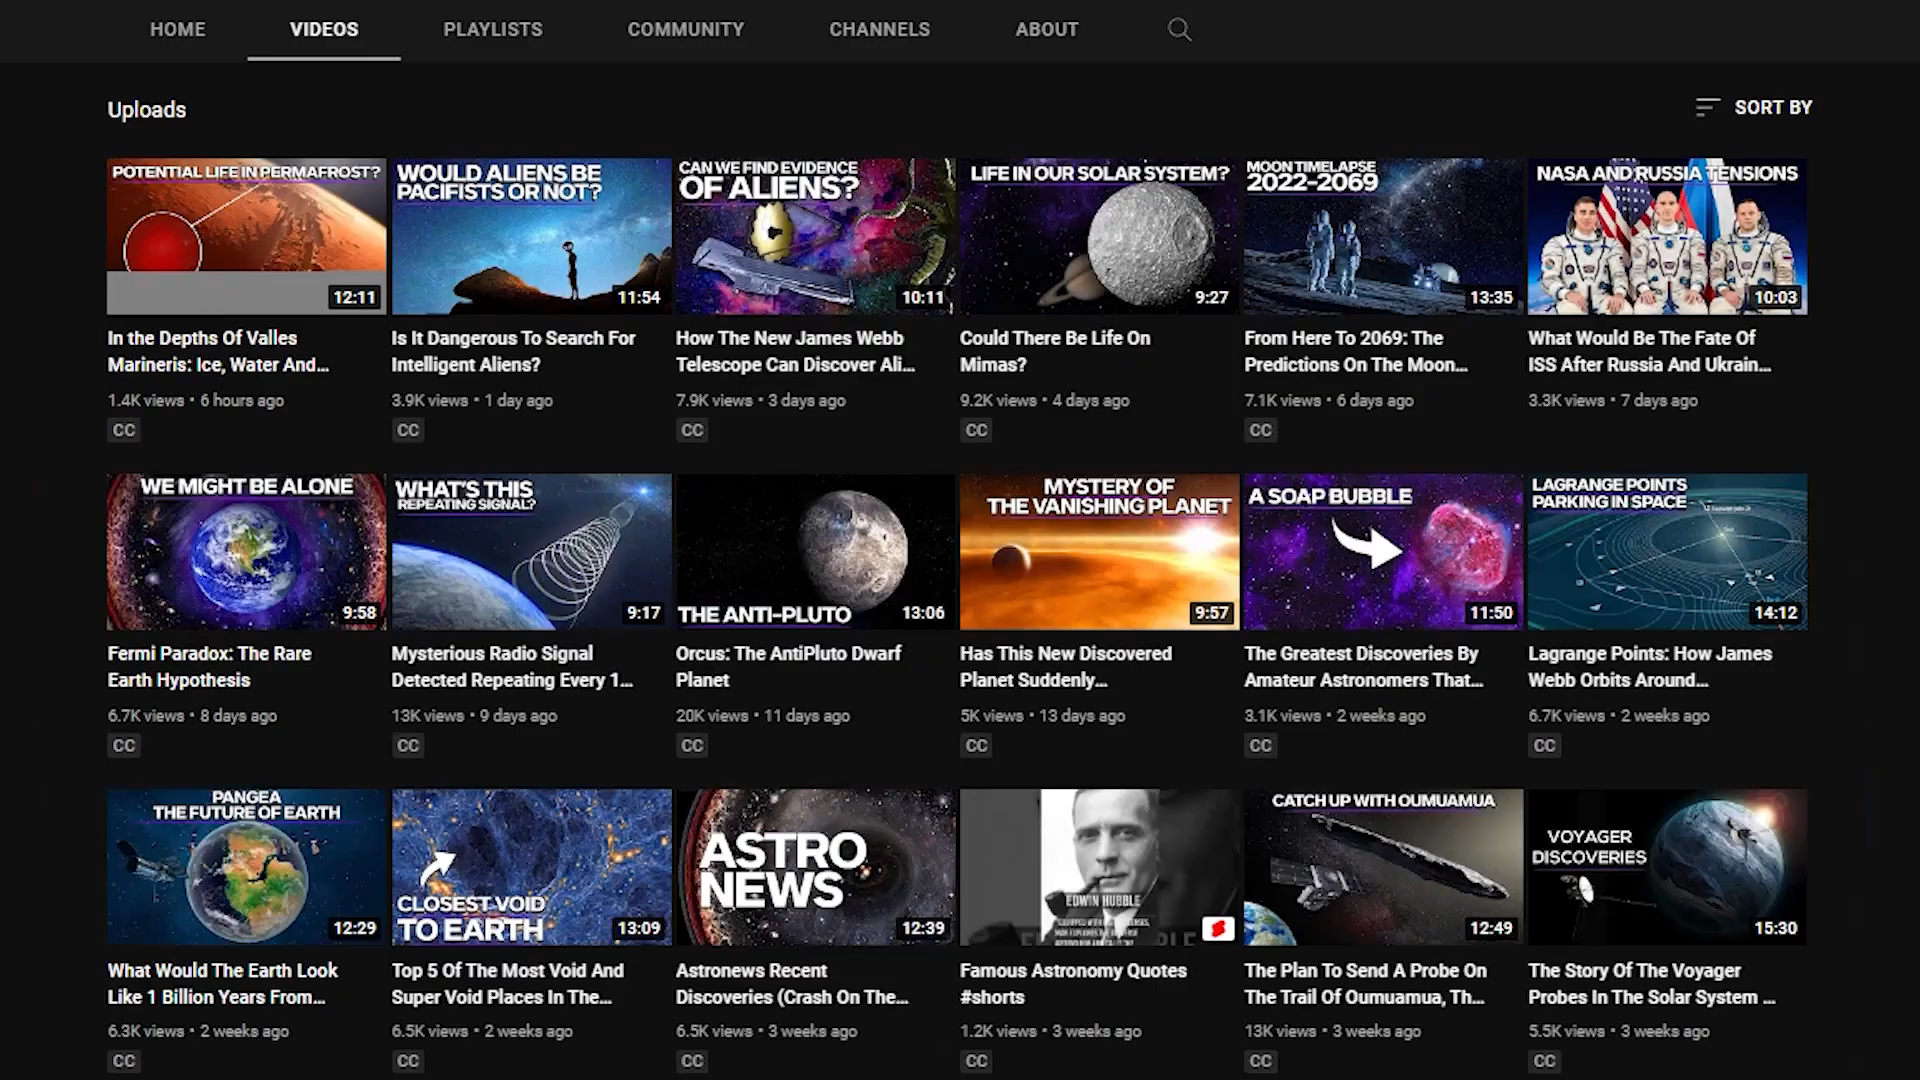 HOME VIDEOS PLAYLISTS COMMUNITY CHANNELS ABOUT
Uploads
SORT BY
POTENTIAL LIFE IN PERMAFROST?
12:11
In the Depths Of Valles
Marineris: Ice, Water And...
1.4K views • 6 hours ago
CC
WOULD ALIENS BE
PACIFISTS OR NOT?
11:54
Is It Dangerous To Search For
Intelligent Aliens?
3.9K views • 1 day ago
CC
CAN WE FIND EVIDENCE
OF ALIENS?
10:11
How The New James Webb
Telescope Can Discover Ali...
7.9K views • 3 days ago
CC
LIFE IN OUR SOLAR SYSTEM?
9:27
Could There Be Life On
Mimas?
9.2K views • 4 days ago
CC
MOON TIMELAPSE
2022-2069
13:35
From Here To 2069: The
Predictions On The Moon...
7.1K views • 6 days ago
CC
NASA AND RUSSIA TENSIONS
10:03
What Would Be The Fate Of
ISS After Russia And Ukrain...
3.3K views • 7 days ago
WE MIGHT BE ALONE
9:58
Fermi Paradox: The Rare
Earth Hypothesis
6.7K views • 8 days ago
CC
WHAT'S THIS
REPEATING SIGNAL?
9:17
Mysterious Radio Signal
Detected Repeating Every 1...
13K views • 9 days ago
CC
THE ANTI-PLUTO
13:06
Orcus: The AntiPluto Dwarf
Planet
20K views • 11 days ago
CC
MYSTERY OF
THE VANISHING PLANET
9:57
Has This New Discovered
Planet Suddenly...
5K views • 13 days ago
CC
A SOAP BUBBLE
11:50
The Greatest Discoveries By
Amateur Astronomers That...
3.1K views • 2 weeks ago
CC
LAGRANGE POINTS
PARKING IN SPACE
14:12
Lagrange Points: How James
Webb Orbits Around...
6.7K views • 2 weeks ago
CC
PANGEA
THE FUTURE OF EARTH
12:29
What Would The Earth Look
Like 1 Billion Years From...
6.3K views • 2 weeks ago
CC
CLOSEST VOID
TO EARTH
13:09
Top 5 Of The Most Void And
Super Void Places In The...
6.5K views • 2 weeks ago
CC
ASTRO
NEWS
12:39
Astronews Recent
Discoveries (Crash On The...
6.5K views • 3 weeks ago
CC
EDWIN HUBBLE
Famous Astronomy Quotes
#shorts
1.2K views • 3 weeks ago
CC
CATCH UP WITH OUMUAMUA
12:49
The Plan To Send A Probe On
The Trail Of Oumuamua, Th...
13K views • 3 weeks ago
CC
VOYAGER
DISCOVERIES
15:30
The Story Of The Voyager
Probes In The Solar System ...
5.5K views • 3 weeks ago
CC